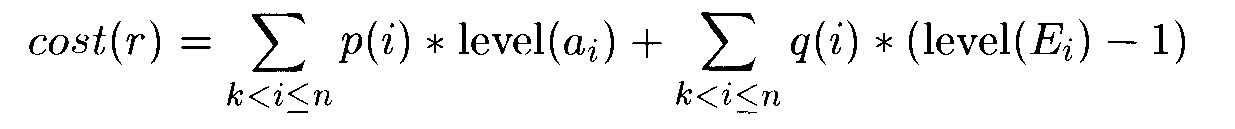 cost(r) = ∑ p(i) * level(a_i) + ∑ q(i) * (level(E_i) − 1)
k<i≤n k<i≤n